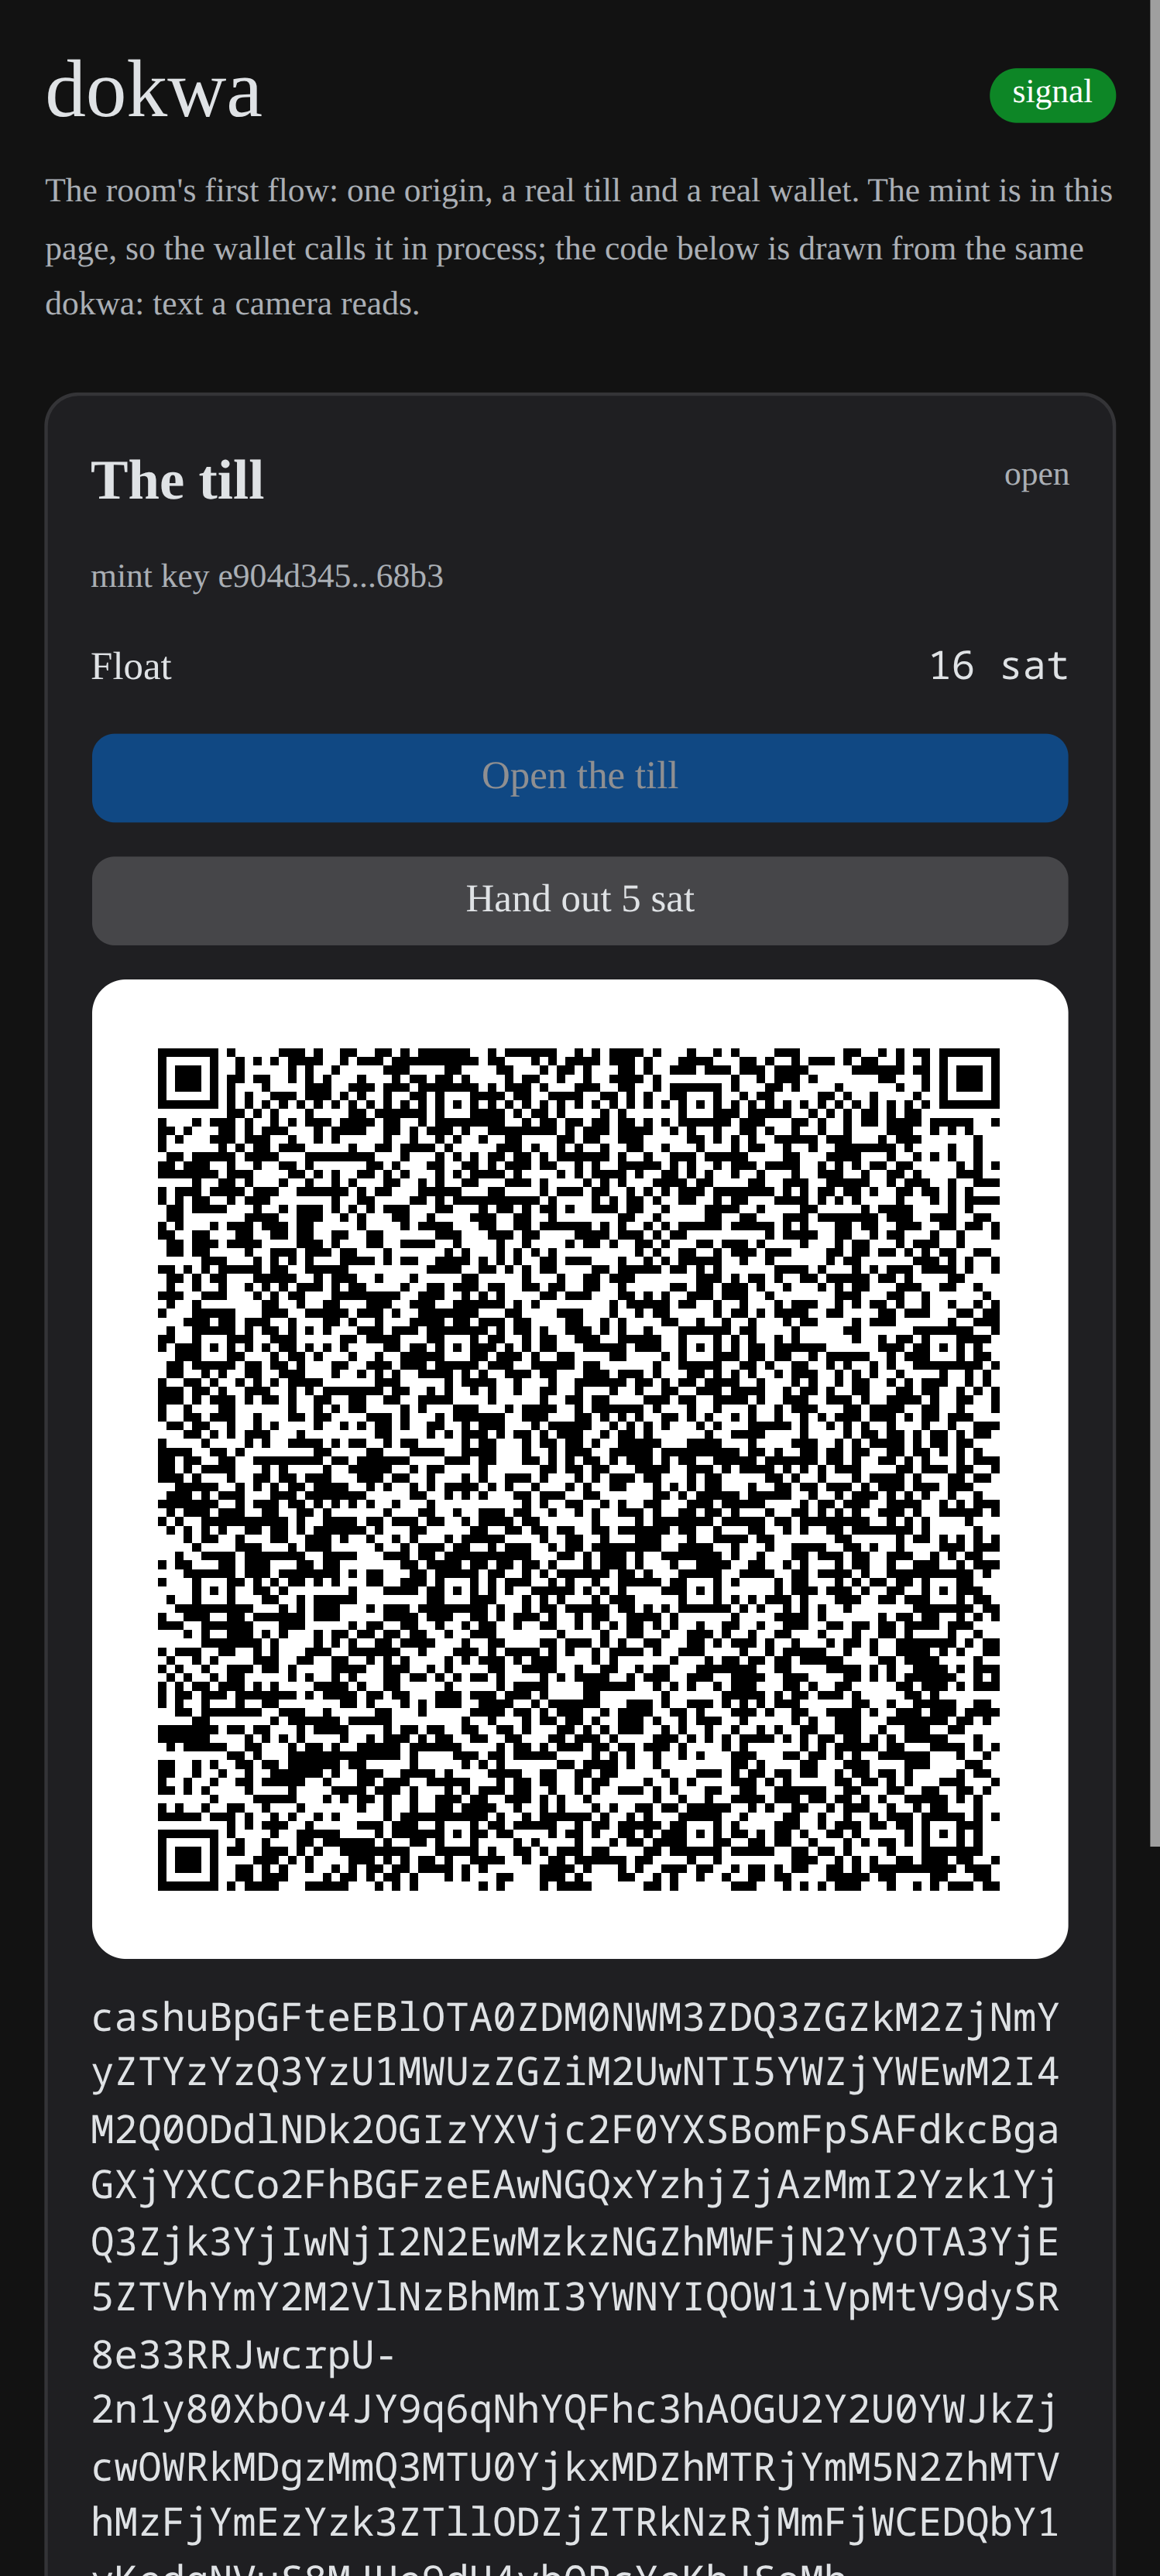 dokwa
signal
The room's first flow: one origin, a real till and a real wallet. The mint is in this
page, so the wallet calls it in process; the code below is drawn from the same
dokwa: text a camera reads.
The till
open
mint key e904d345...68b3
Float
16 sat
Open the till
Hand out 5 sat
cashuBpGFteEBlOTA0ZDM0NWM3ZDQ3ZGZkM2ZjNmY
yZTYzYzQ3YzU1MWUzZGZiM2UwNTI5YWZjYWEwM2I4
M2Q0ODdlNDk2OGIzYXVjc2F0YXSBomFpSAFdkcBga
GXjYXCCo2FhBGFzeEAwNGQxYzhjZjAzMmI2Yzk1Yj
Q3Zjk3YjIwNjI2N2EwMzkzNGZhMWFjN2YyOTA3YjE
5ZTVhYmY2M2VlNzBhMmI3YWNYIQOW1iVpMtV9dySR
8e33RRJwcrpU-
2n1y80XbOv4JY9q6qNhYQFhc3hAOGU2Y2U0YWJkZj
cwOWRkMDgzMmQ3MTU0YjkxMDZhMTRjYmM5N2ZhMTV
hMzFjYmEzYzk3ZTllODZjZTRkNzRjMmFjWCEDQbY1